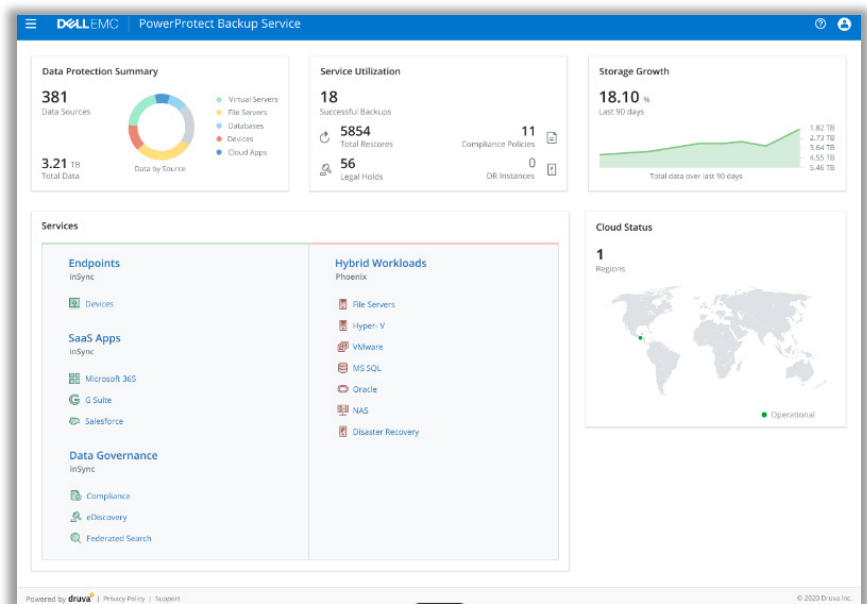 DELLEMC | PowerProtect Backup Service
Data Protection Summary
381
Data Sources
3.21 TB
Total Data
Data by Source
Virtual Servers
File Servers
Databases
Devices
Cloud Apps
Service Utilization
18
Successful Backups
5854
Total Restores
11
Compliance Policies
56
Legal Holds
0
DR Instances
Storage Growth
18.10 %
Last 90 days
1.82 TB
2.73 TB
3.64 TB
4.55 TB
5.46 TB
Total data over last 90 days
Services
Endpoints
inSync
Devices
SaaS Apps
inSync
Microsoft 365
G Suite
Salesforce
Data Governance
inSync
Compliance
eDiscovery
Federated Search
Hybrid Workloads
Phoenix
File Servers
Hyper- V
VMware
MS SQL
Oracle
NAS
Disaster Recovery
Cloud Status
1
Regions
Operational
Powered by druva | Privacy Policy | Support
© 2020 Druva Inc.